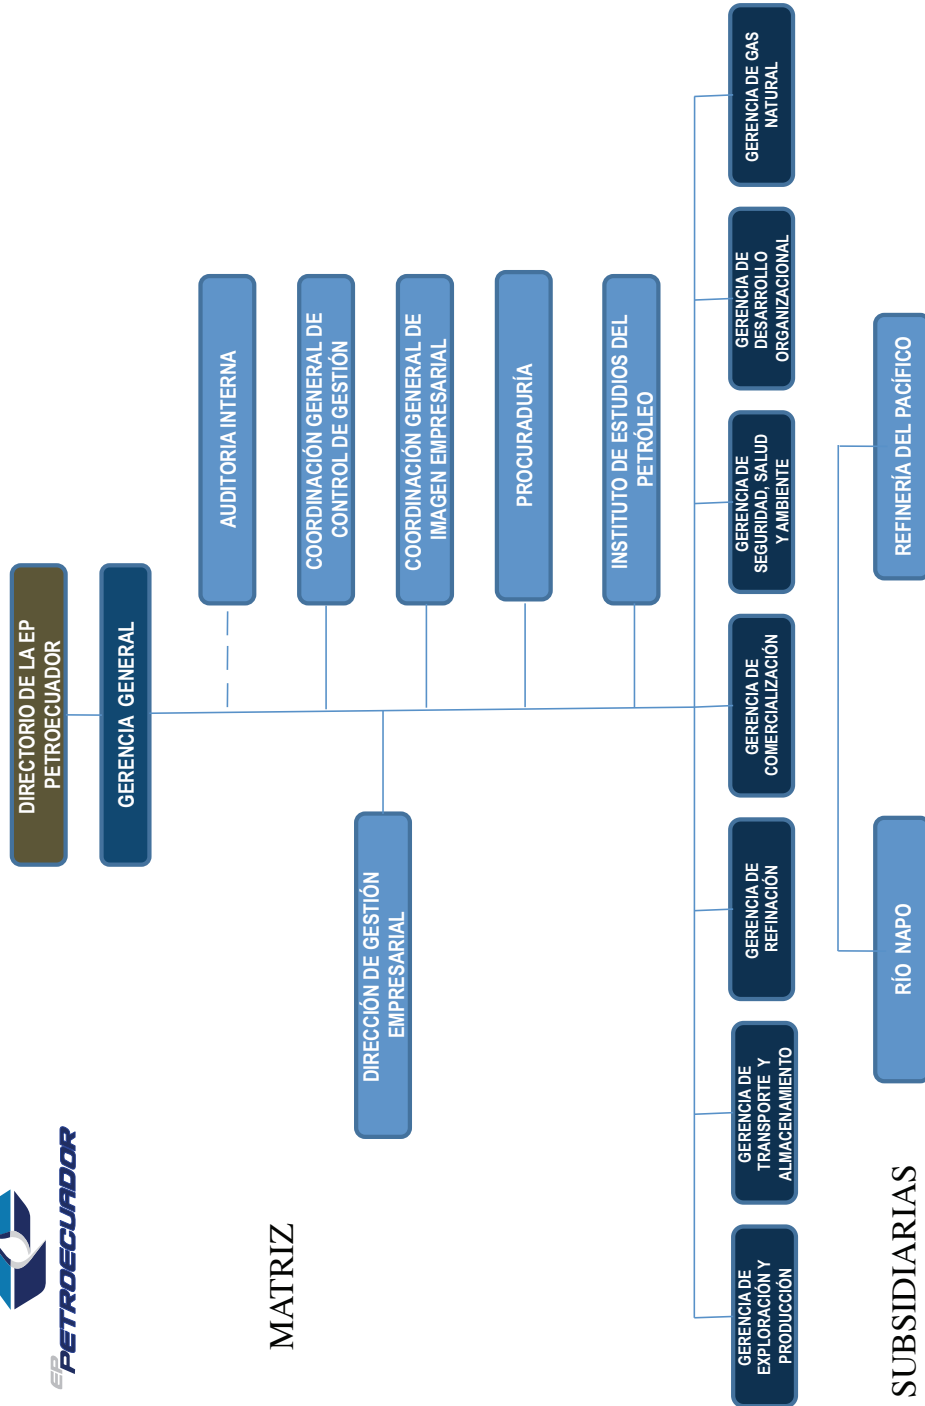 EP
PETROECUADOR
DIRECTORIO DE LA EP
PETROECUADOR
GERENCIA GENERAL
MATRIZ
AUDITORIA INTERNA
DIRECCIÓN DE GESTIÓN
EMPRESARIAL
COORDINACIÓN GENERAL DE
CONTROL DE GESTIÓN
COORDINACIÓN GENERAL DE
IMAGEN EMPRESARIAL
PROCURADURÍA
INSTITUTO DE ESTUDIOS DEL
PETRÓLEO
GERENCIA DE
EXPLORACIÓN Y
PRODUCCIÓN
GERENCIA DE
TRANSPORTE Y
ALMACENAMIENTO
GERENCIA DE
REFINACIÓN
GERENCIA DE
COMERCIALIZACIÓN
GERENCIA DE
SEGURIDAD, SALUD
Y AMBIENTE
GERENCIA DE
DESARROLLO
ORGANIZACIONAL
GERENCIA DE GAS
NATURAL
SUBSIDIARIAS
RÍO NAPO
REFINERÍA DEL PACÍFICO